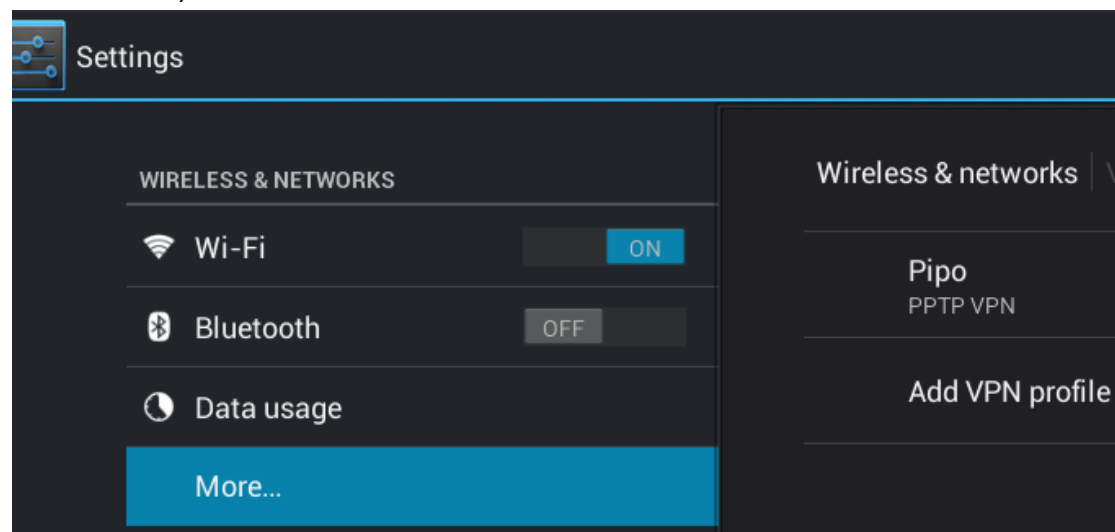 Settings
WIRELESS & NETWORKS
Wi-Fi
ON
Bluetooth
OFF
Data usage
More...
Wireless & networks
Pipo
PPTP VPN
Add VPN profile